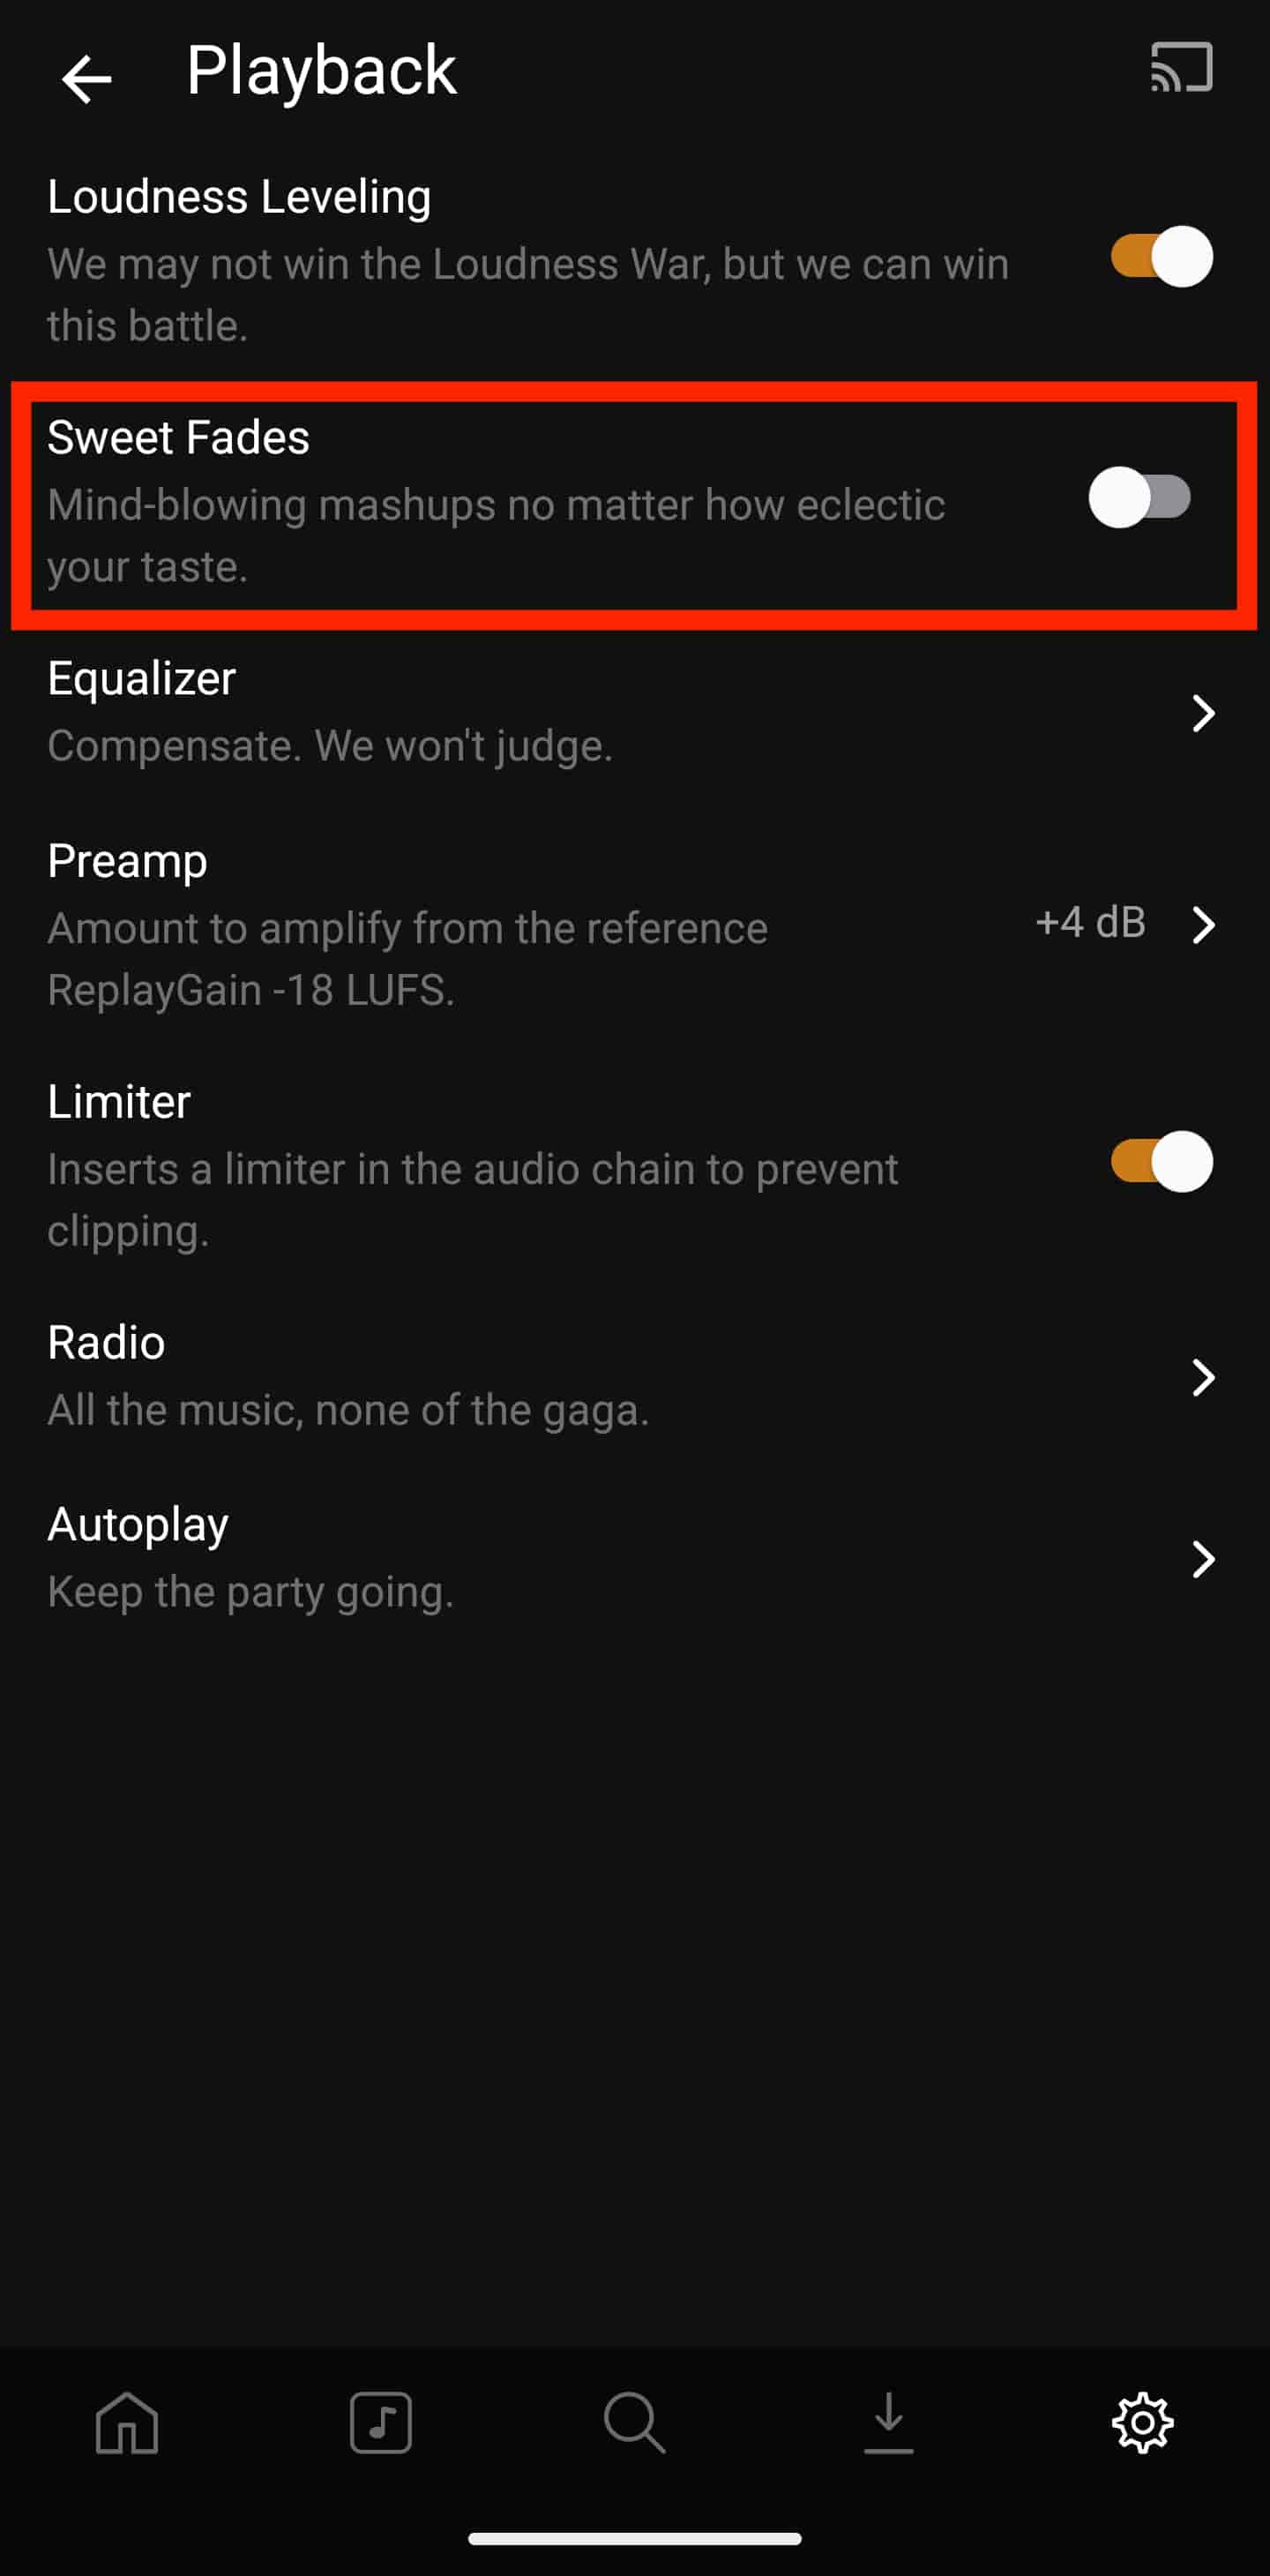 Playback
Loudness Leveling
We may not win the Loudness War, but we can win
this battle.
Sweet Fades
Mind-blowing mashups no matter how eclectic
your taste.
Equalizer
Compensate. We won't judge.
Preamp
Amount to amplify from the reference
ReplayGain -18 LUFS.
+4 dB
Limiter
Inserts a limiter in the audio chain to prevent
clipping.
Radio
All the music, none of the gaga.
Autoplay
Keep the party going.